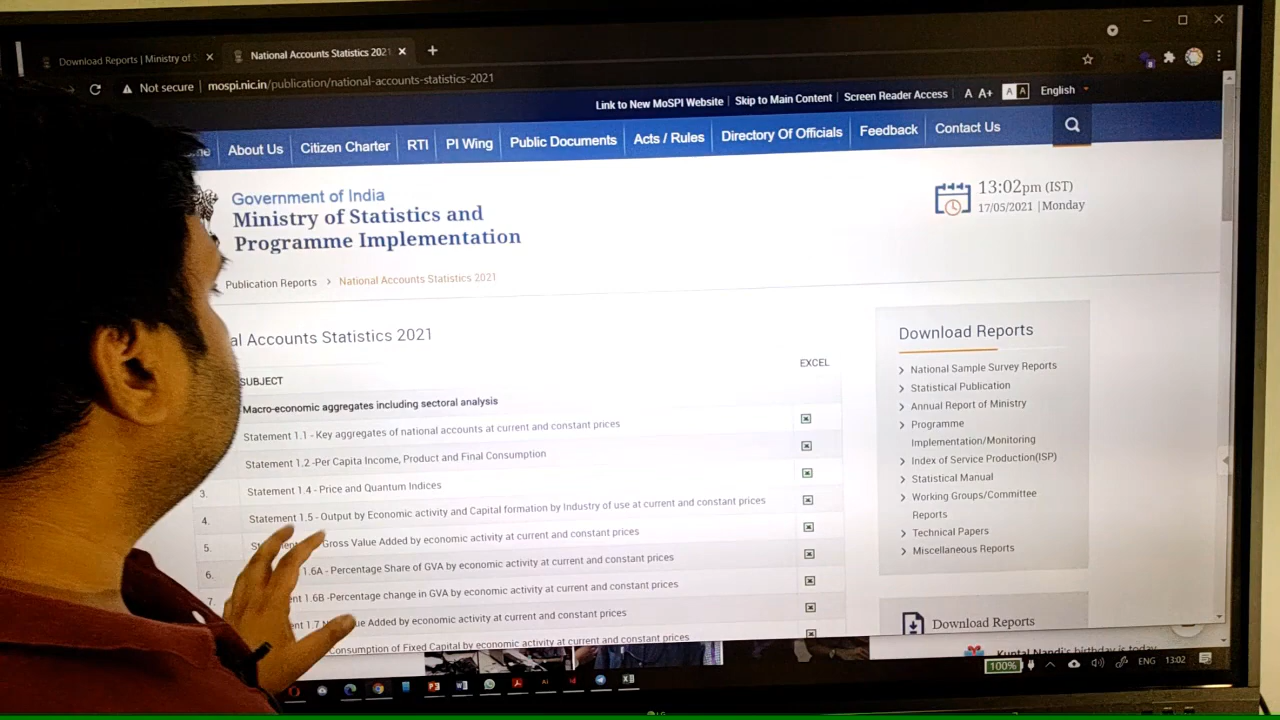 Download Reports | Ministry of
National Accounts Statistics 2021
Not secure | mospi.nic.in/publication/national-accounts-statistics-2021
Link to New MoSPI Website | Skip to Main Content | Screen Reader Access A A+ A A English
About Us Citizen Charter RTI PI Wing Public Documents Acts / Rules Directory Of Officials Feedback Contact Us
Government of India
Ministry of Statistics and
Programme Implementation
13:02pm (IST)
17/05/2021 | Monday
Publication Reports > National Accounts Statistics 2021
al Accounts Statistics 2021
SUBJECT EXCEL
Macro-economic aggregates including sectoral analysis
Statement 1.1 - Key aggregates of national accounts at current and constant prices
Statement 1.2 -Per Capita Income, Product and Final Consumption
3. Statement 1.4 - Price and Quantum Indices
4. Statement 1.5 - Output by Economic activity and Capital formation by Industry of use at current and constant prices
5. Gross Value Added by economic activity at current and constant prices
6. 1.6A - Percentage Share of GVA by economic activity at current and constant prices
7. nt 1.6B -Percentage change in GVA by economic activity at current and constant prices
nt 1.7 N ue Added by economic activity at current and constant prices
Consumption of Fixed Capital by economic activity at current and constant prices
Download Reports
National Sample Survey Reports
Statistical Publication
Annual Report of Ministry
Programme
Implementation/Monitoring
Index of Service Production(ISP)
Statistical Manual
Working Groups/Committee
Reports
Technical Papers
Miscellaneous Reports
Download Reports
Kuntal Nandi's birthday is today
100% ENG 13:02
LG